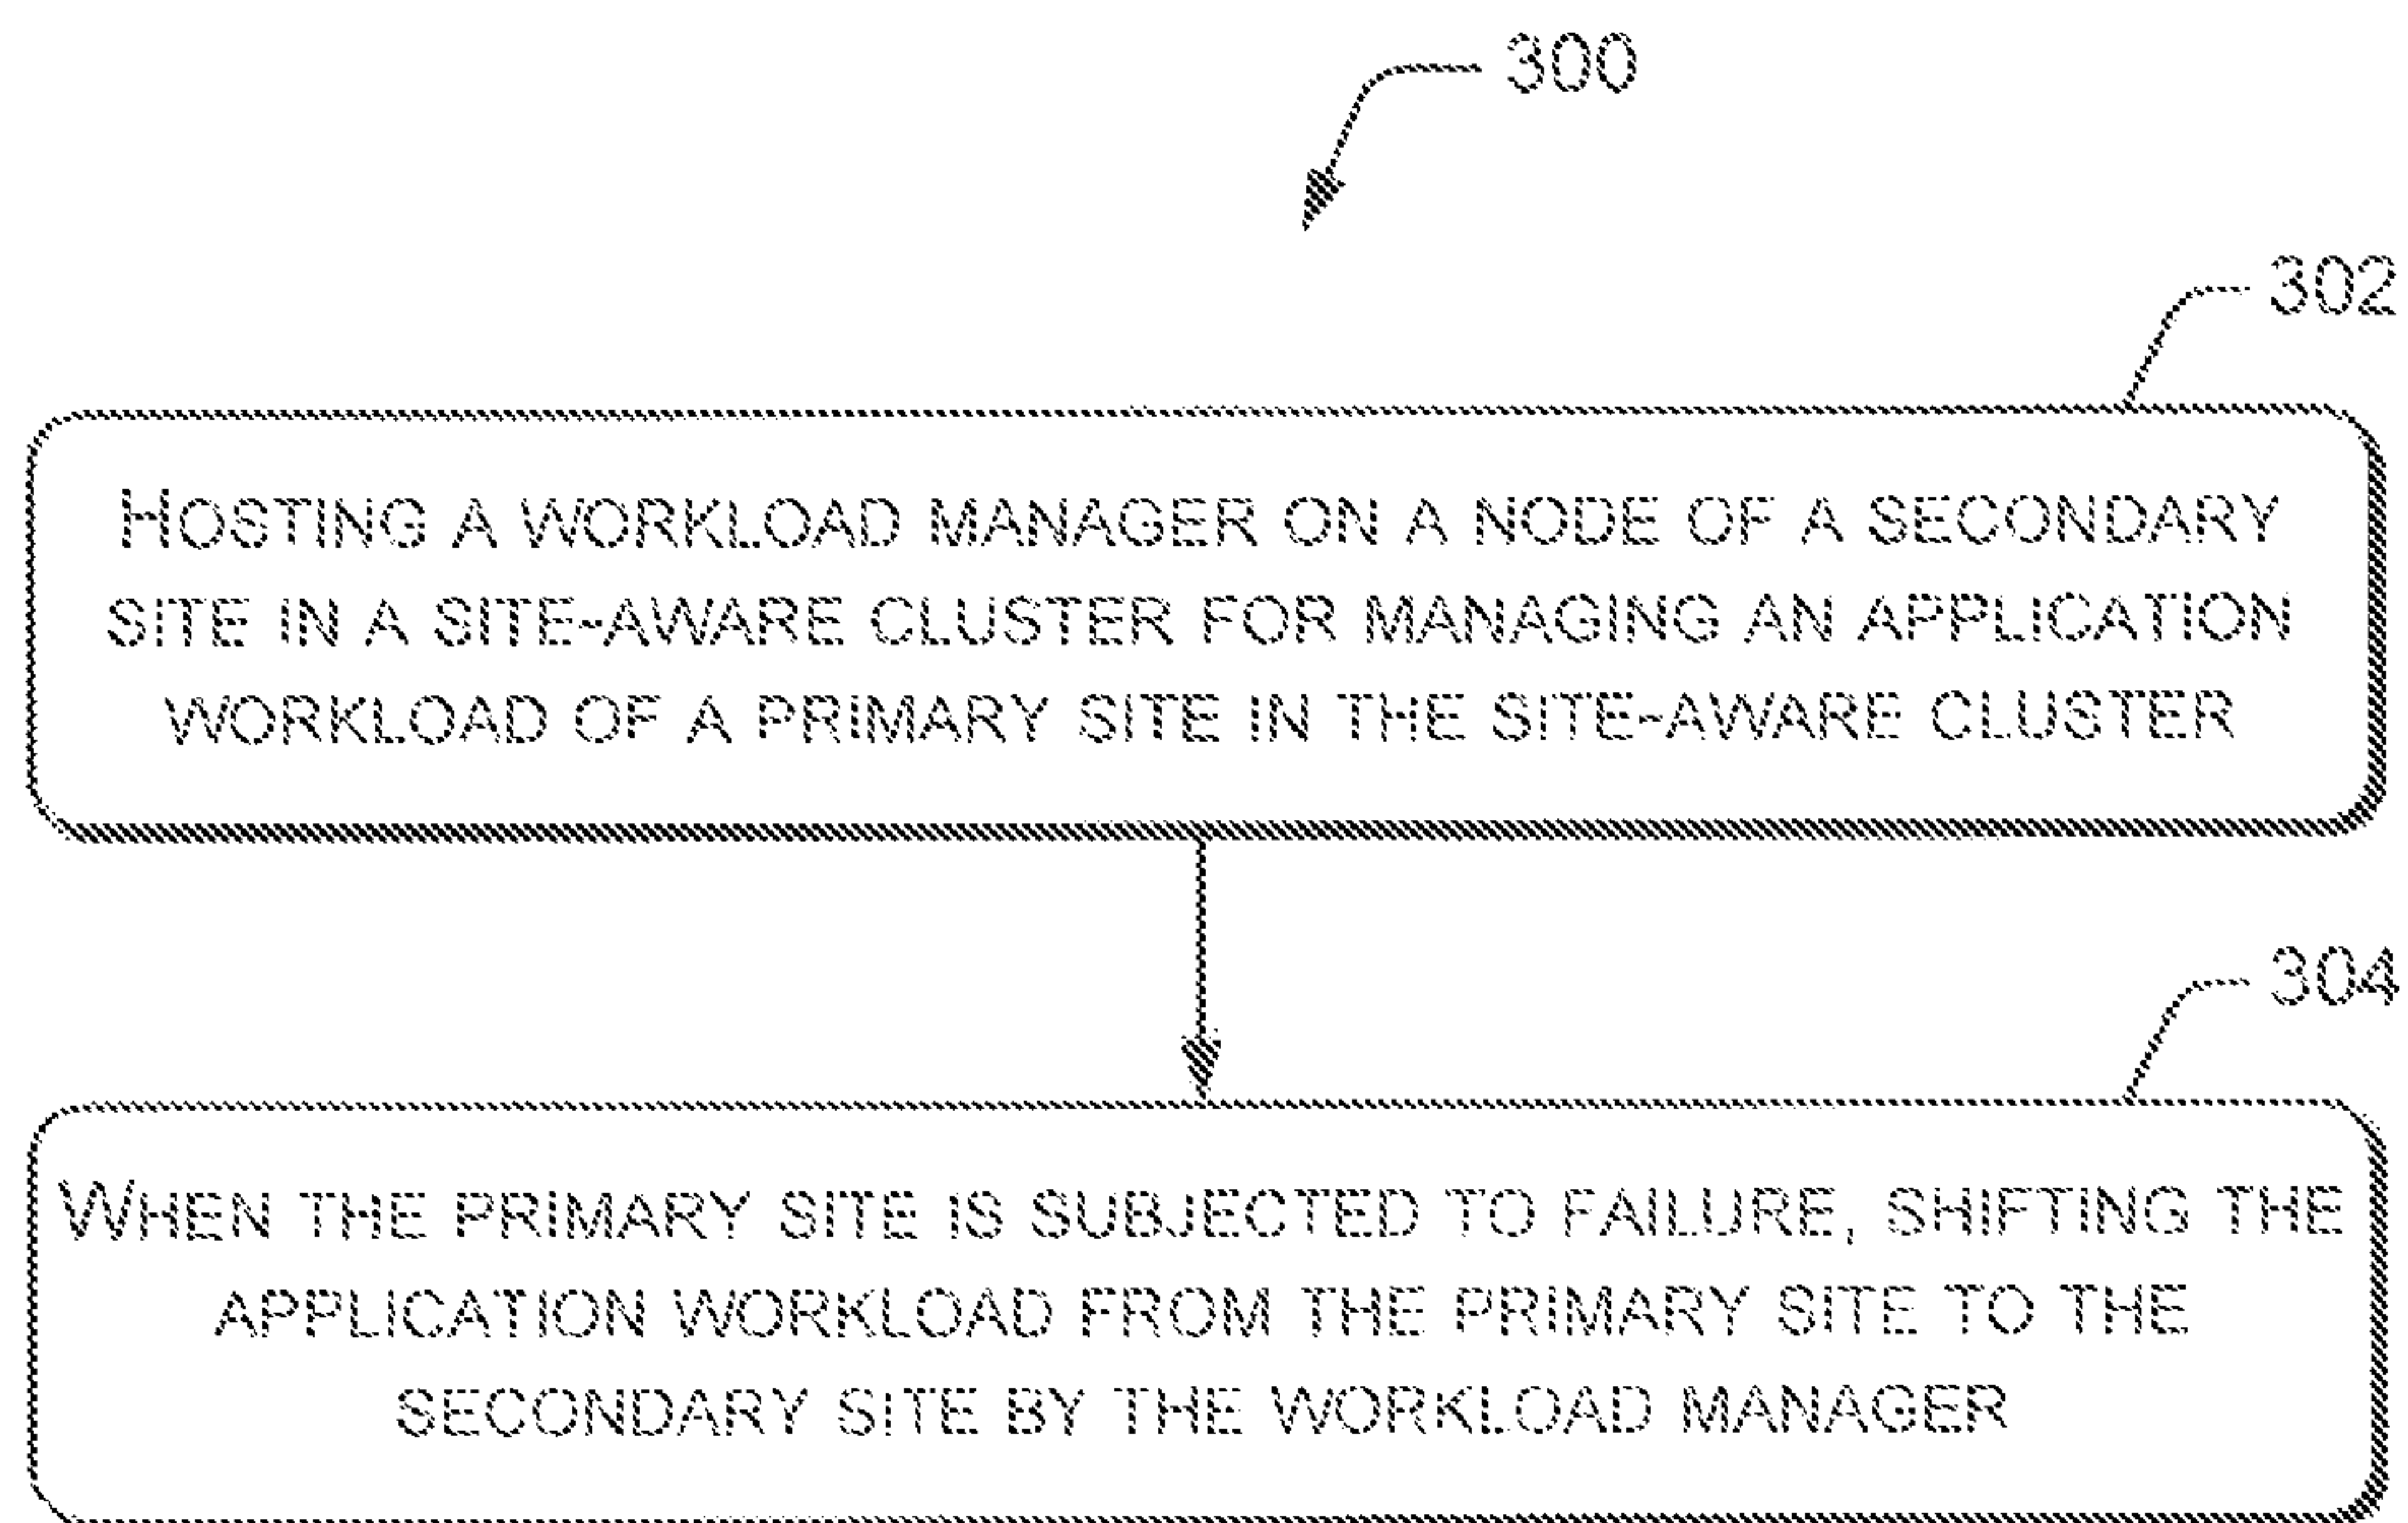 300
302
HOSTING A WORKLOAD MANAGER ON A NODE OF A SECONDARY
SITE IN A SITE-AWARE CLUSTER FOR MANAGING AN APPLICATION
WORKLOAD OF A PRIMARY SITE IN THE SITE-AWARE CLUSTER
304
WHEN THE PRIMARY SITE IS SUBJECTED TO FAILURE, SHIFTING THE
APPLICATION WORKLOAD FROM THE PRIMARY SITE TO THE
SECONDARY SITE BY THE WORKLOAD MANAGER